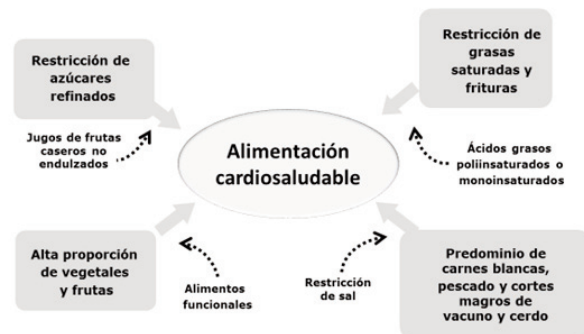 Restricción de
azúcares
refinados
Restricción de
grasas
saturadas y
frituras
Jugos de frutas
caseros no
endulzados
Alimentación
cardiosaludable
Ácidos grasos
poliinsaturados o
monoinsaturados
Alta proporción
de vegetales
y frutas
Alimentos
funcionales
Restricción
de sal
Predominio de
carnes blancas,
pescado y cortes
magros de
vacuno y cerdo